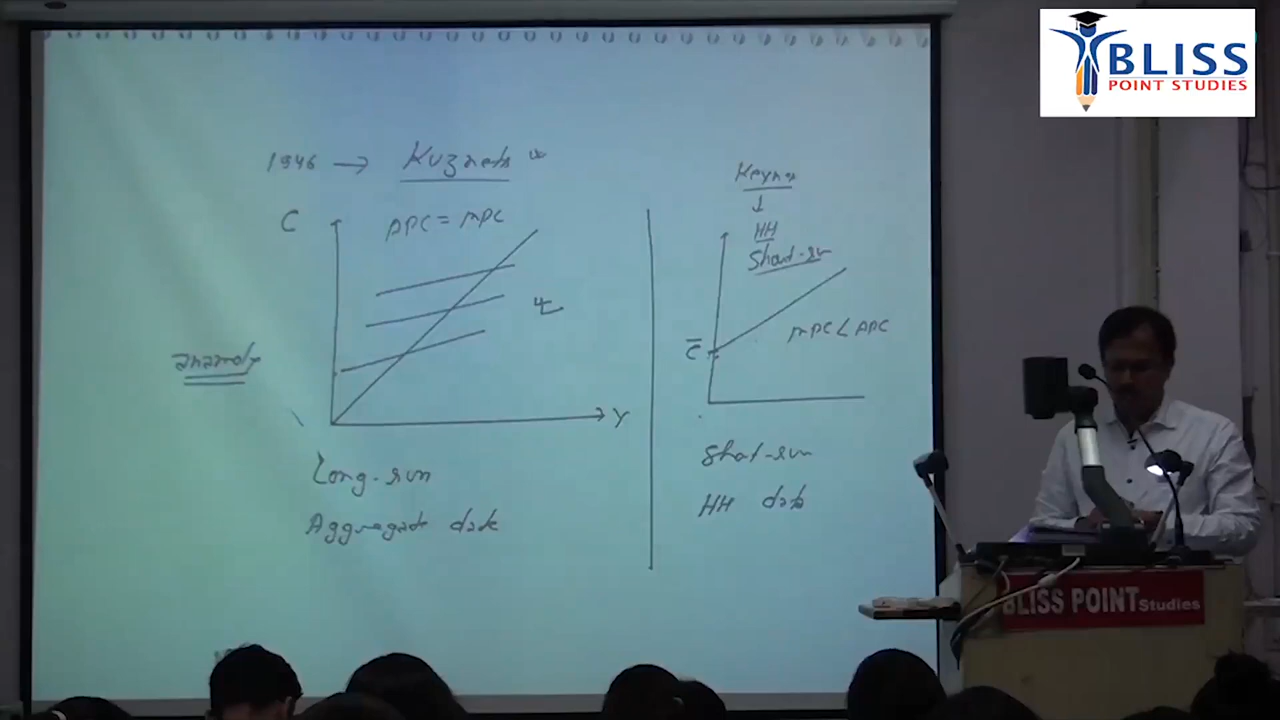 BLISS
POINT STUDIES
1946 → Kuznets *
C
APC = MPC
Y
Long-run
Aggregate data
Keynes
↓
HH
Short-run
C̅
MPC < APC
Short-run
HH data
BLISS POINT Studies